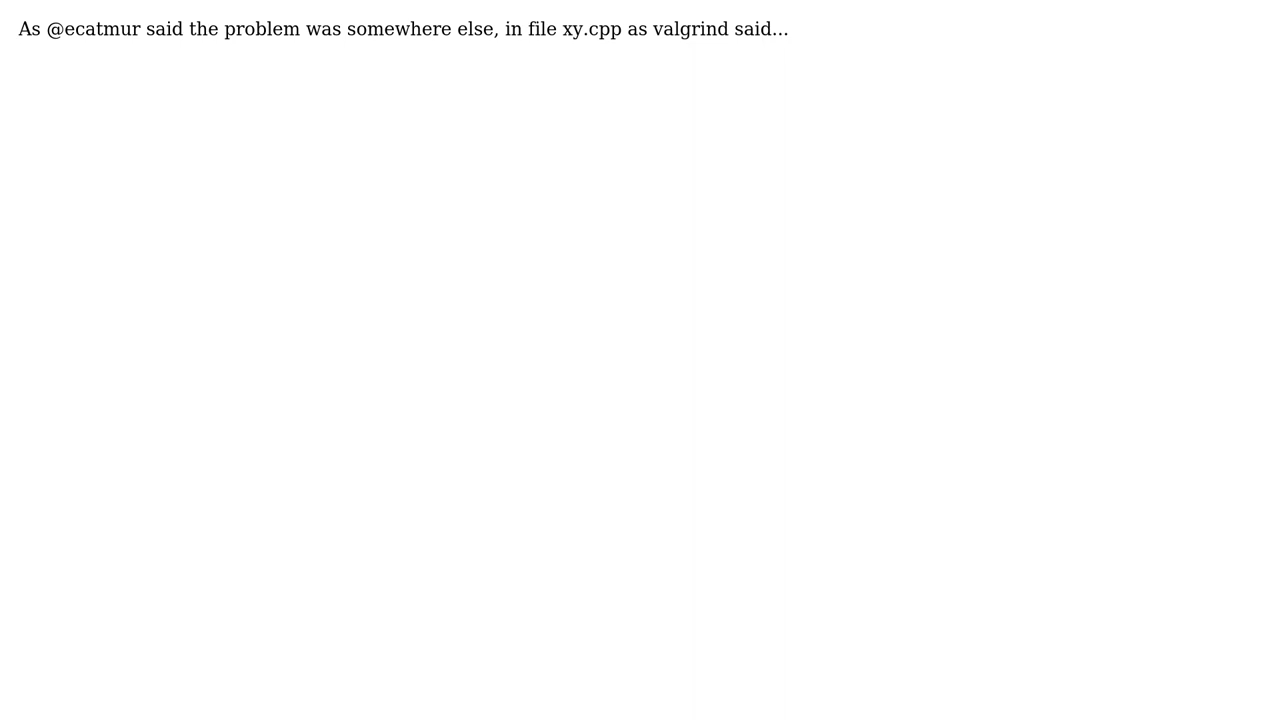 As @ecatmur said the problem was somewhere else, in file xy.cpp as valgrind said...